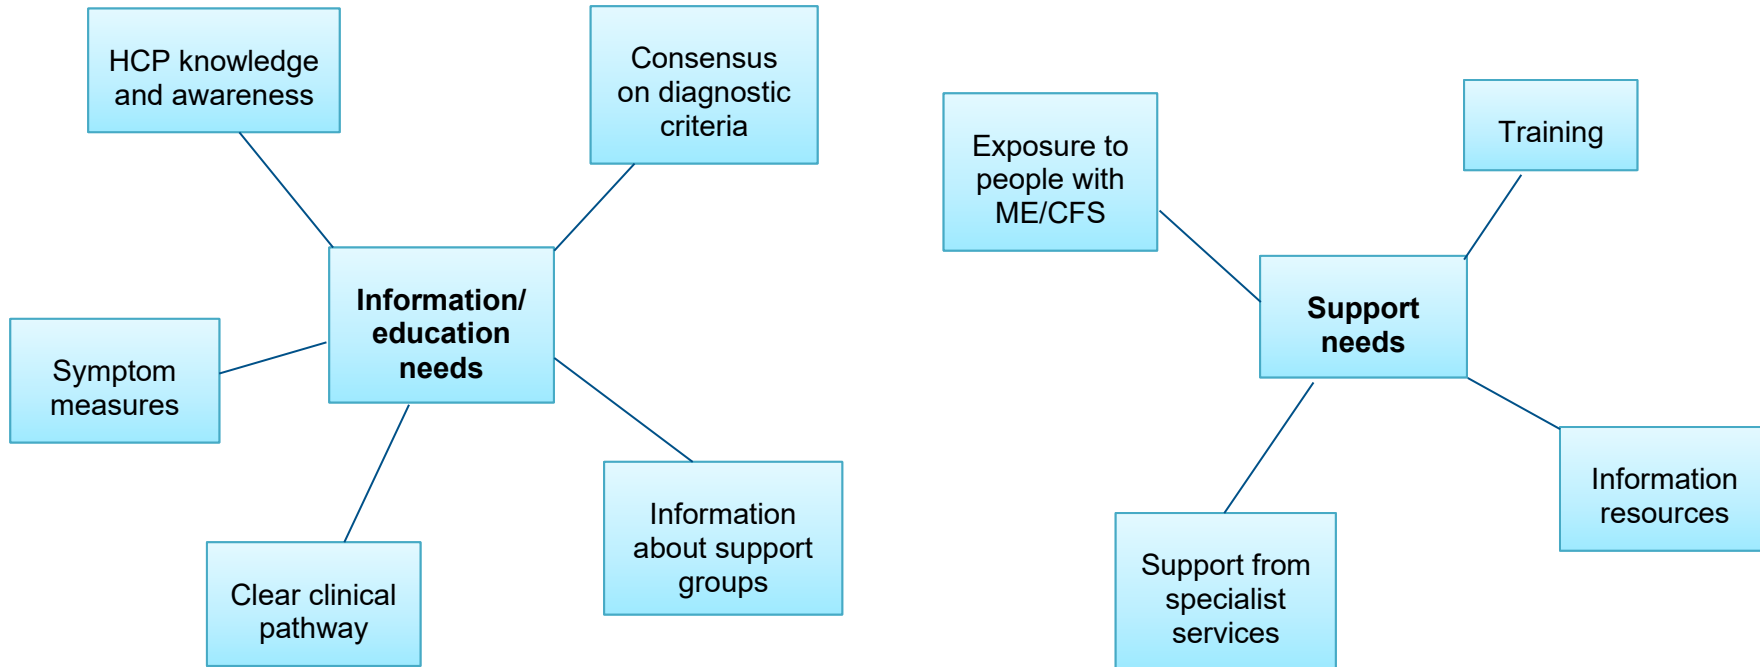 HCP knowledge
and awareness
Consensus
on diagnostic
criteria
Information/
education
needs
Symptom
measures
Clear clinical
pathway
Information
about support
groups
Exposure to
people with
ME/CFS
Training
Support
needs
Information
resources
Support from
specialist
services